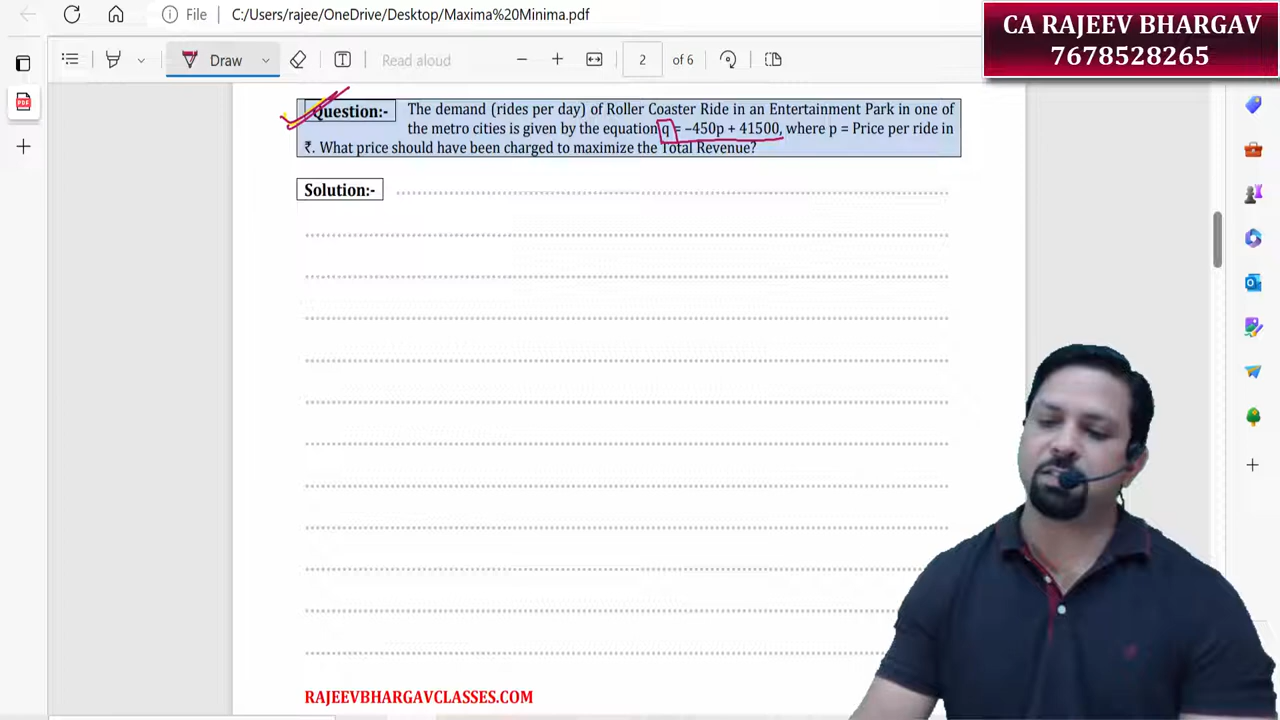 File
C:/Users/rajee/OneDrive/Desktop/Maxima%20Minima.pdf
CA RAJEEV BHARGAV
7678528265
Draw
Read aloud
2
of 6
Question:- The demand (rides per day) of Roller Coaster Ride in an Entertainment Park in one of
the metro cities is given by the equation q = −450p + 41500, where p = Price per ride in
₹. What price should have been charged to maximize the Total Revenue?
Solution:-
RAJEEVBHARGAVCLASSES.COM